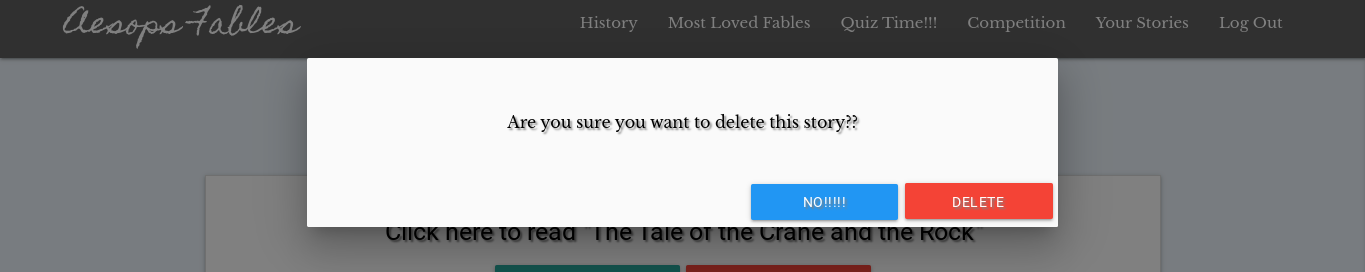 Aesops Fables
History Most Loved Fables Quiz Time!!! Competition Your Stories Log Out
Are you sure you want to delete this story??
NO!!!!! DELETE
Click here to read "The Tale of the Crane and the Rock"